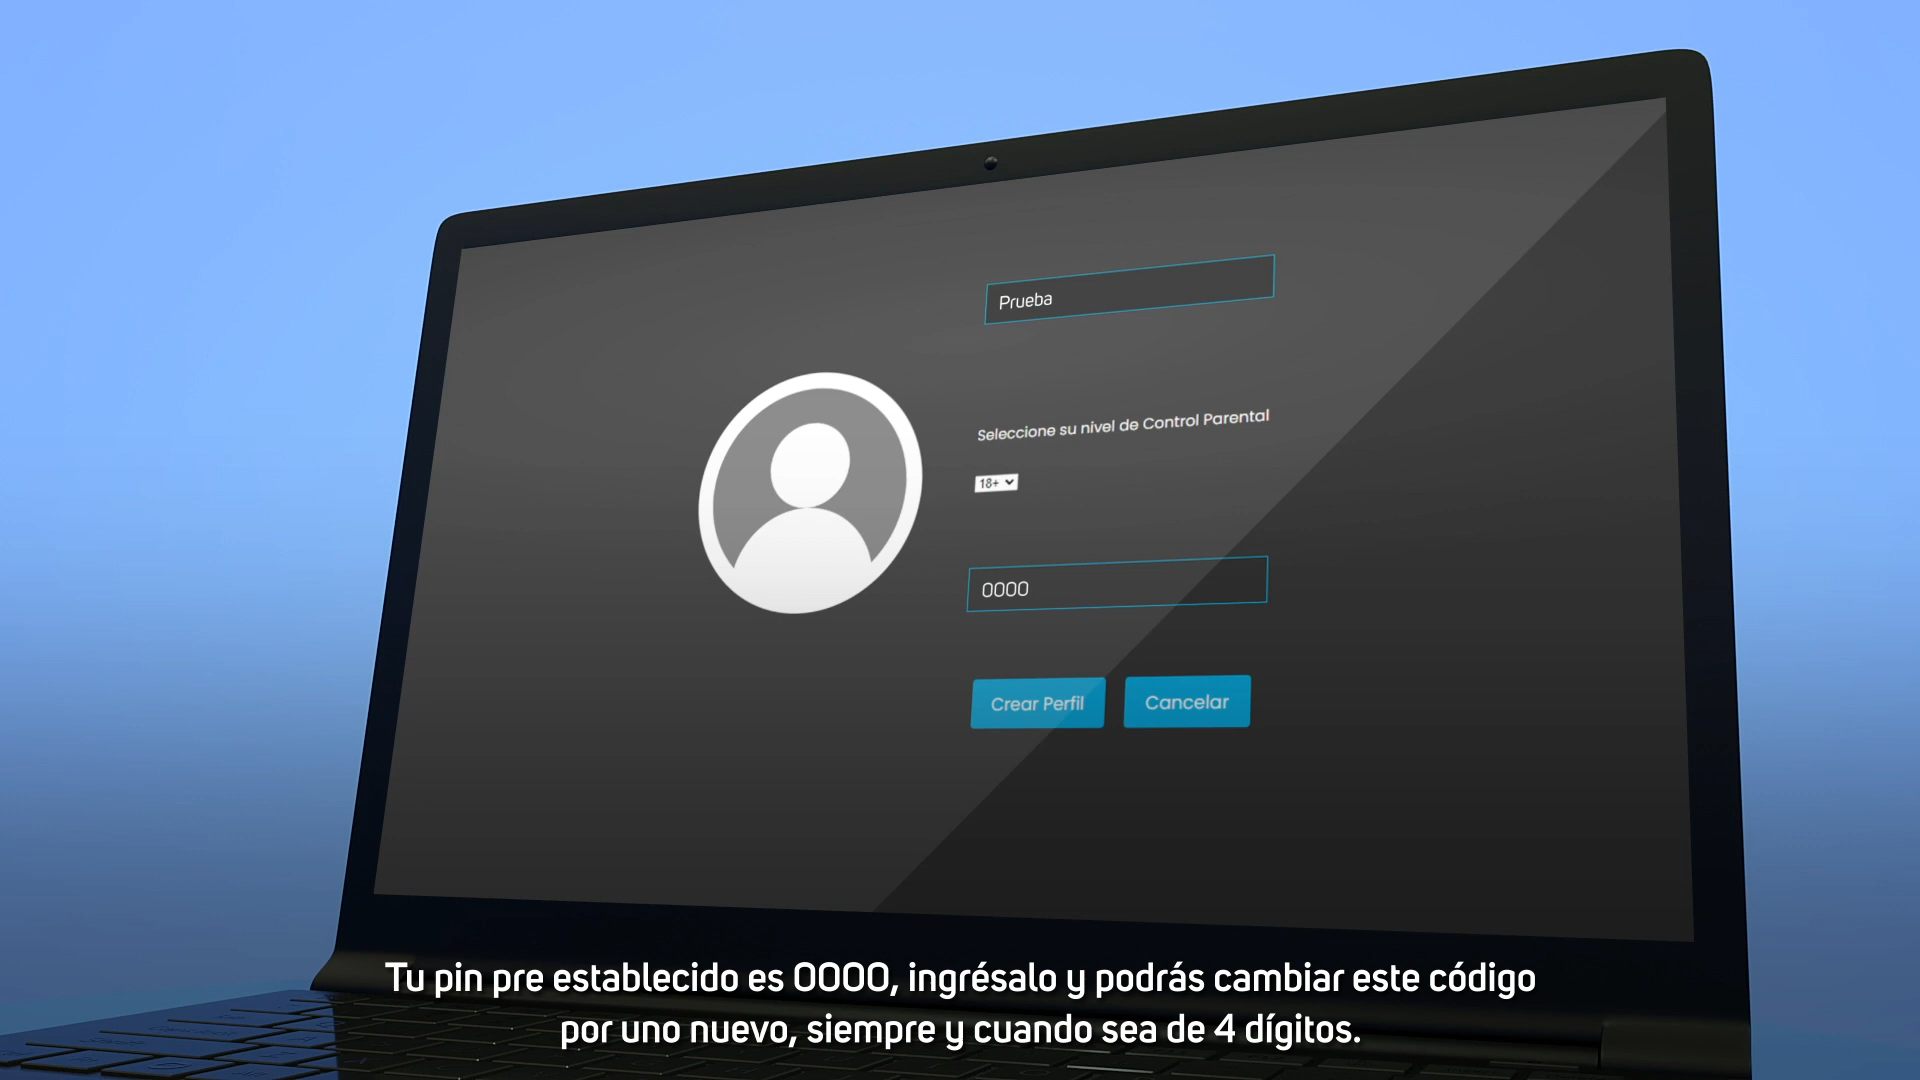 Prueba
Seleccione su nivel de Control Parental
18+
0000
Crear Perfil
Cancelar
Tu pin pre establecido es 0000, ingrésalo y podrás cambiar este código
por uno nuevo, siempre y cuando sea de 4 dígitos.